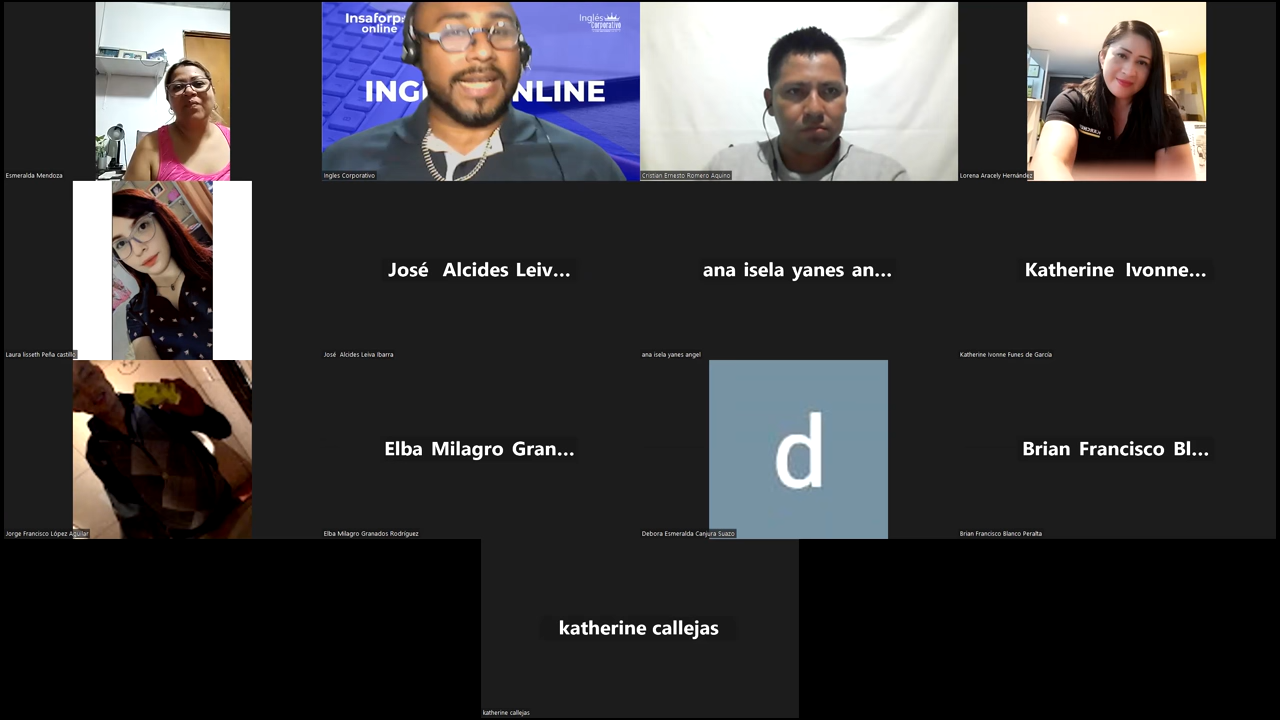 Insaforp
online
Inglés
Corporativo
INGL ONLINE
Esmeralda Mendoza
Ingles Corporativo
Cristian Ernesto Romero Aquino
Lorena Aracely Hernández
José Alcides Leiv...
ana isela yanes an...
Katherine Ivonne...
Laura lisseth Peña castillo
José Alcides Leiva Ibarra
ana isela yanes angel
Katherine Ivonne Funes de García
Elba Milagro Gran...
d
Brian Francisco Bl...
Jorge Francisco López Aguilar
Elba Milagro Granados Rodríguez
Debora Esmeralda Canjura Suazo
Brian Francisco Blanco Peralta
katherine callejas
katherine callejas